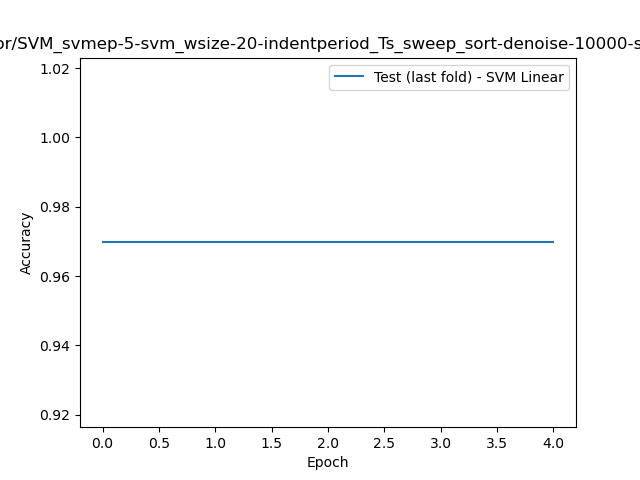 or/SVM_svmep-5-svm_wsize-20-indentperiod_Ts_sweep_sort-denoise-10000-s
Test (last fold) - SVM Linear
1.02
1.00
0.98
0.96
0.94
0.92
Accuracy
0.0 0.5 1.0 1.5 2.0 2.5 3.0 3.5 4.0
Epoch